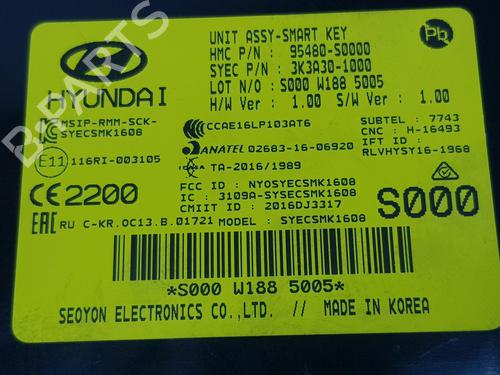 UNIT ASSY-SMART KEY
HMC P/N : 95480-S0000
SYEC P/N : 3K3A30-1000
LOT N/O : S000 W188 5005
H/W Ver : 1.00 S/W Ver : 1.00
Pb
HYUNDAI
MSIP-RMM-SCK-
SYECSMK1608
CCAE16LP103AT6
SUBTEL : 7743
CNC : H-16493
IFT RSP :
RLVHYSY16-1968
ANATEL 02683-16-06920
E11 116RI-003105
TA-2016/1989
CE2200
FCC ID : NYOSYECSMK1608
IC : 3109A-SYSECSMK1608
CMIIT ID : 2016DJ3317
S000
EAC RU C-KR.OC13.B.01721 MODEL : SYECSMK1608
*S000 W188 5005*
SEOYON ELECTRONICS CO.,LTD. // MADE IN KOREA
B-PARTS